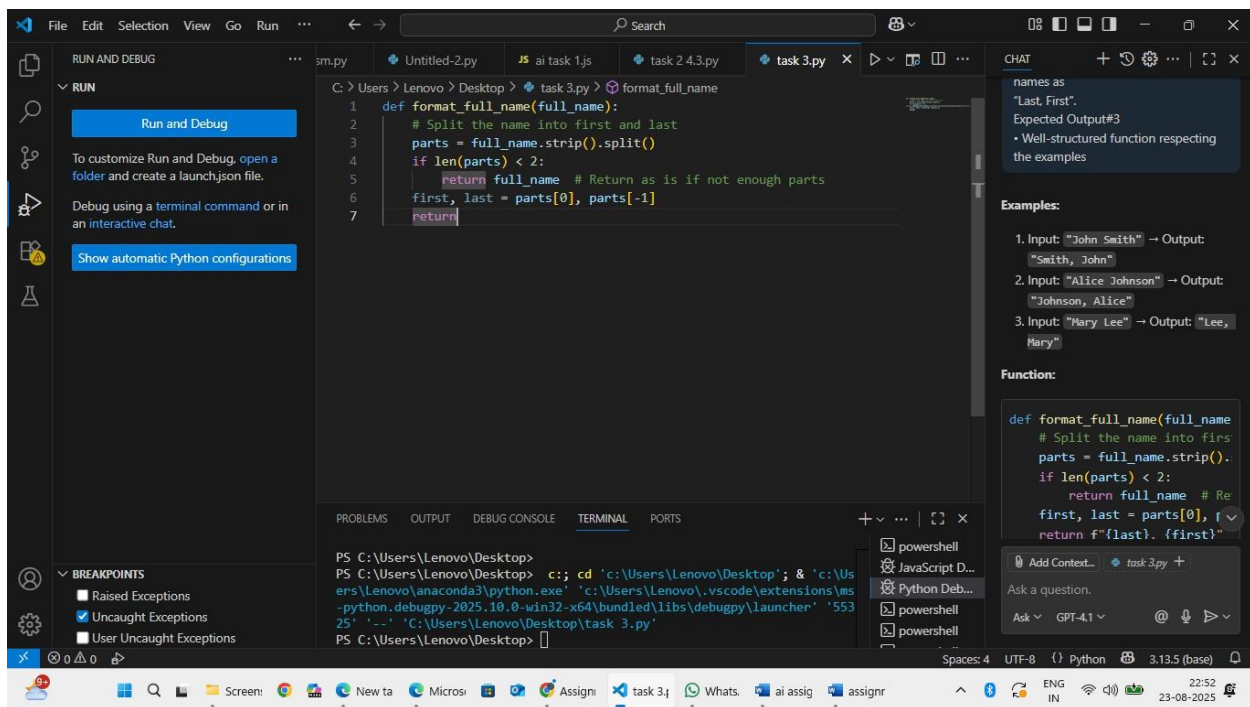 File Edit Selection View Go Run ···
Search
RUN AND DEBUG ···
RUN
Run and Debug
To customize Run and Debug, open a
folder and create a launch.json file.
Debug using a terminal command or in
an interactive chat.
Show automatic Python configurations
BREAKPOINTS
Raised Exceptions
Uncaught Exceptions
User Uncaught Exceptions
sm.py Untitled-2.py JS ai task 1.js task 2 4.3.py task 3.py
C: > Users > Lenovo > Desktop > task 3.py > format_full_name
1 def format_full_name(full_name):
2 # Split the name into first and last
3 parts = full_name.strip().split()
4 if len(parts) < 2:
5 return full_name # Return as is if not enough parts
6 first, last = parts[0], parts[-1]
7 return
PROBLEMS OUTPUT DEBUG CONSOLE TERMINAL PORTS
PS C:\Users\Lenovo\Desktop>
PS C:\Users\Lenovo\Desktop> c:; cd 'c:\Users\Lenovo\Desktop'; & 'c:\Us
ers\Lenovo\anaconda3\python.exe' 'c:\Users\Lenovo\.vscode\extensions\ms
-python.debugpy-2025.10.0-win32-x64\bundled\libs\debugpy\launcher' '553
25' '--' 'C:\Users\Lenovo\Desktop\task 3.py'
PS C:\Users\Lenovo\Desktop>
powershell
JavaScript D...
Python Deb...
powershell
powershell
CHAT
names as
"Last, First".
Expected Output#3
• Well-structured function respecting
the examples
Examples:
1. Input: "John Smith" → Output:
"Smith, John"
2. Input: "Alice Johnson" → Output:
"Johnson, Alice"
3. Input: "Mary Lee" → Output: "Lee,
Mary"
Function:
def format_full_name(full_name
# Split the name into firs
parts = full_name.strip().
if len(parts) < 2:
return full_name # Re
first, last = parts[0],
return f"{last}, {first}"
Add Context... task 3.py +
Ask a question.
Ask GPT-4.1
0 0 Spaces: 4 UTF-8 {} Python 3.13.5 (base)
9+ Screen: New ta Micros Assign task 3.p Whats. ai assig assignr ENG IN 22:52 23-08-2025